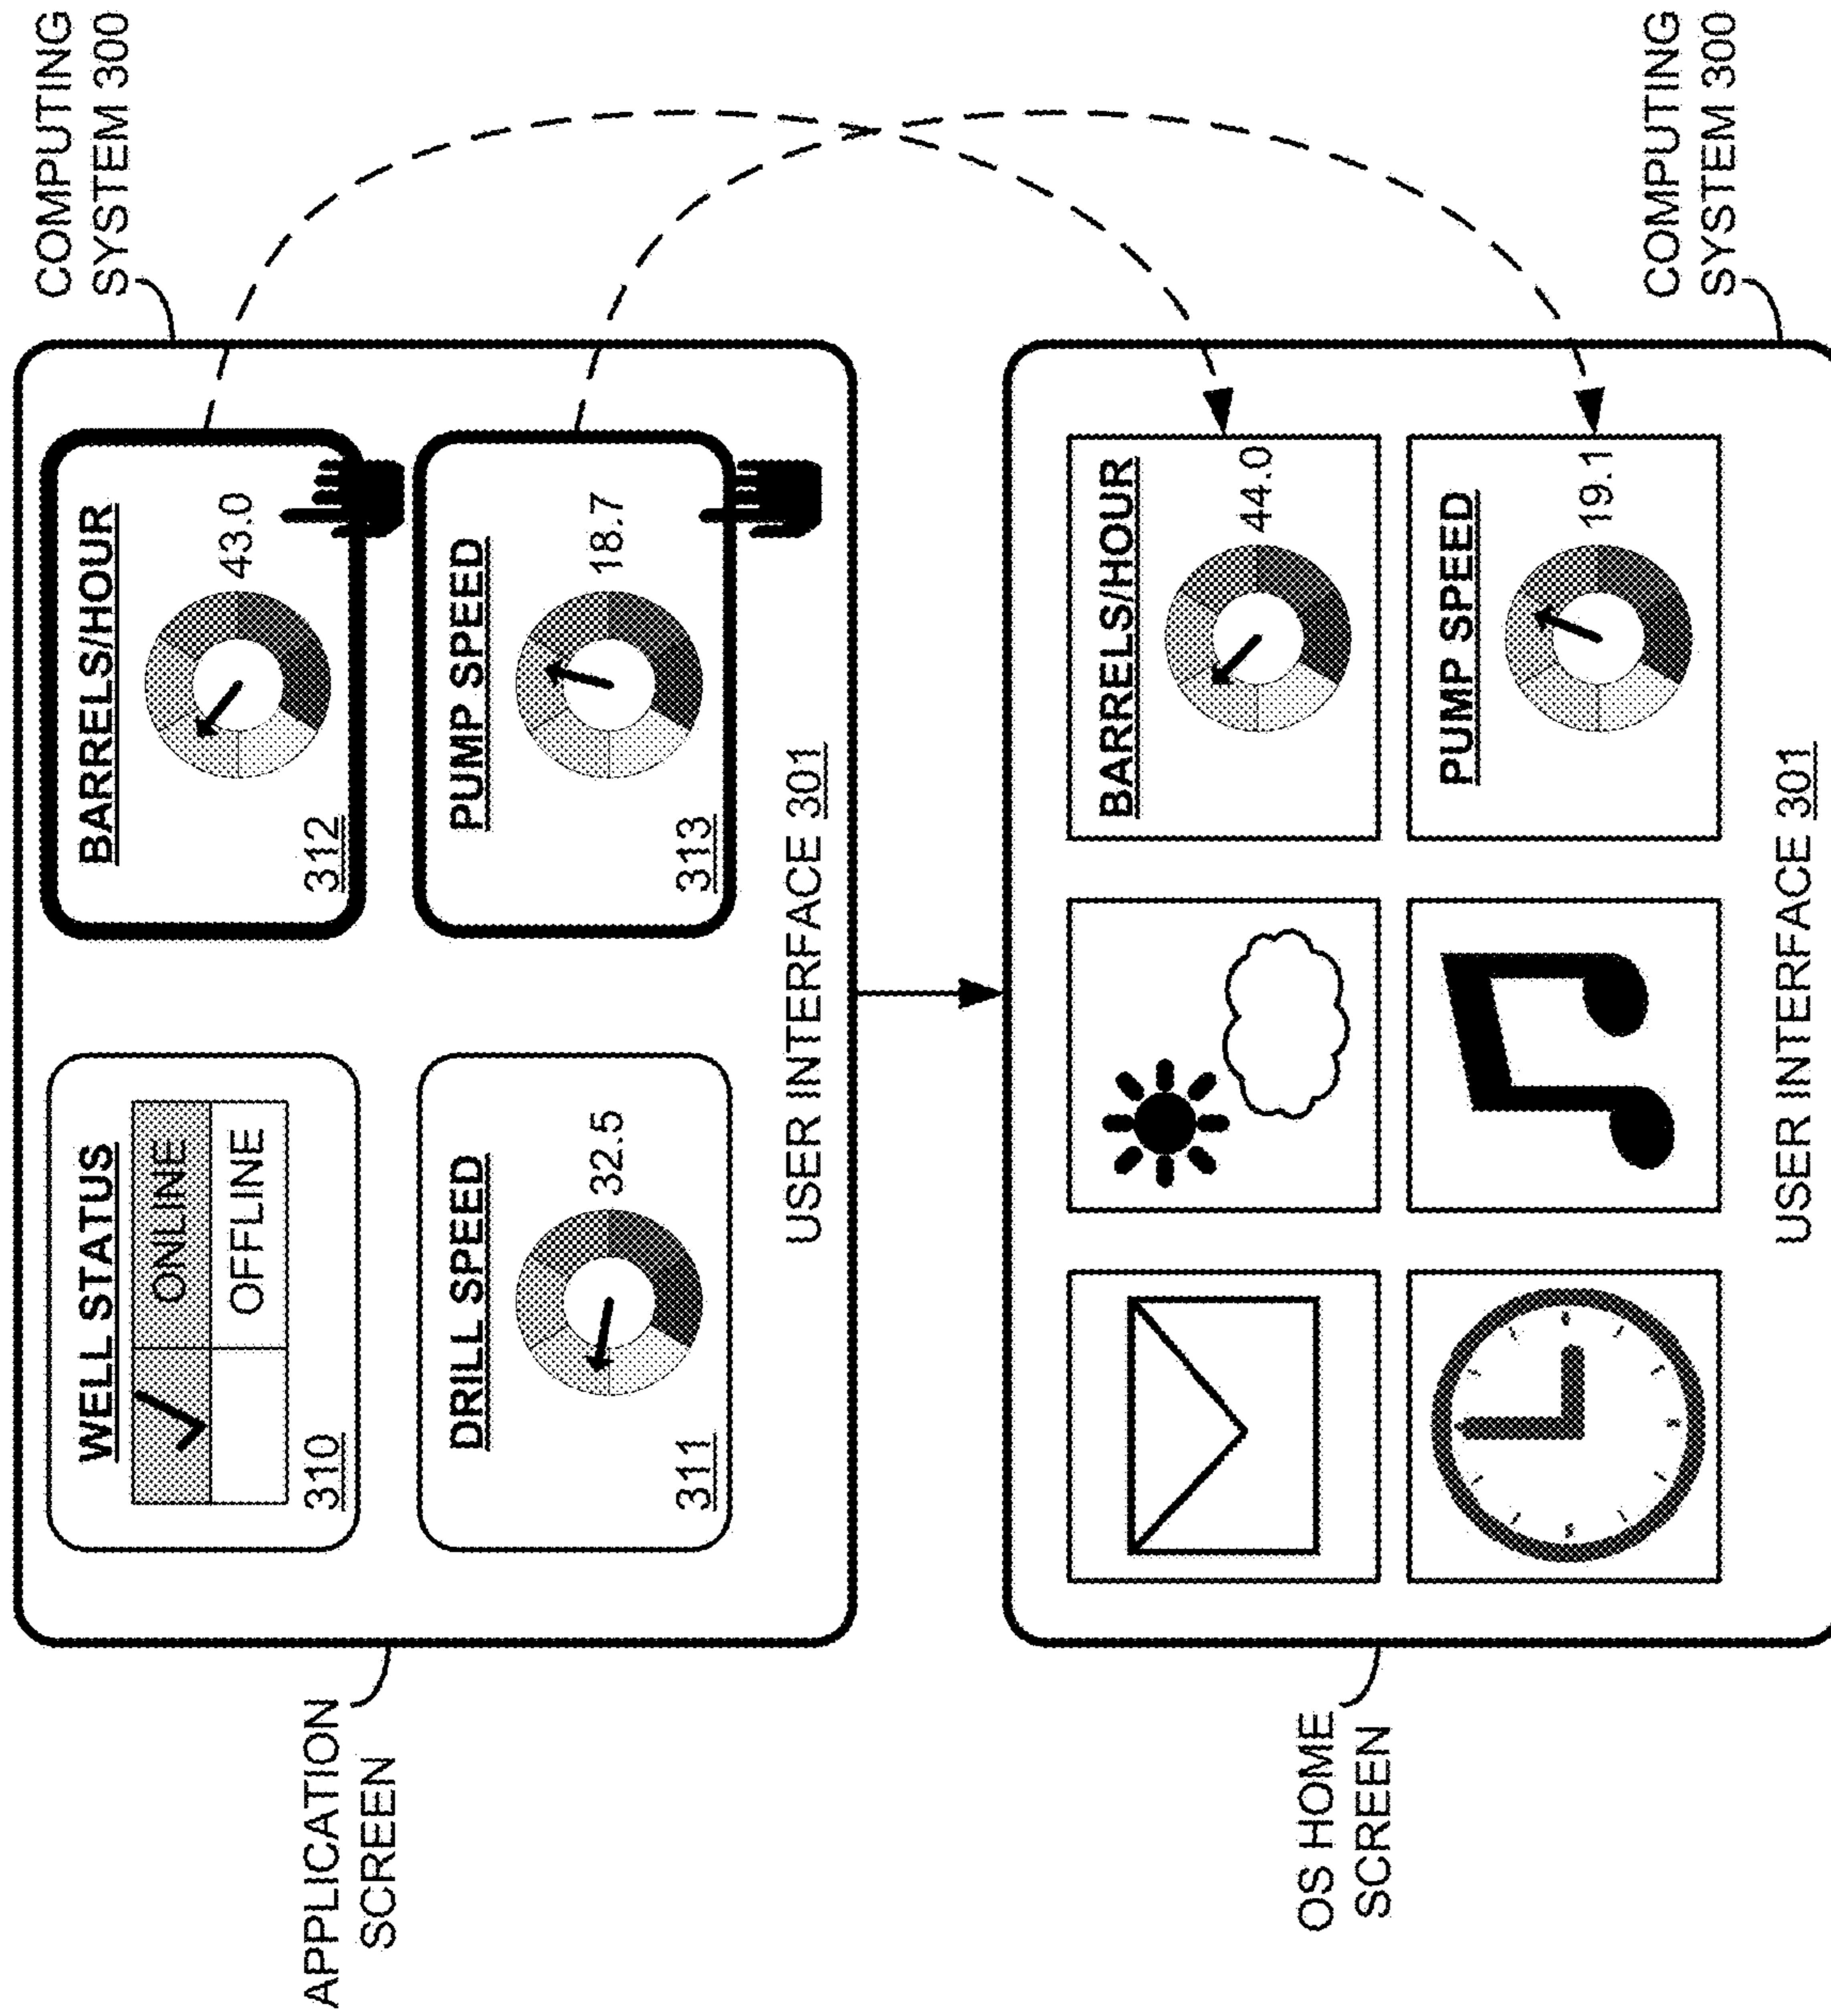 COMPUTING
SYSTEM 300
APPLICATION
SCREEN
WELL STATUS
ONLINE
OFFLINE
310
BARRELS/HOUR
43.0
312
DRILL SPEED
32.5
311
PUMP SPEED
18.7
313
USER INTERFACE 301
COMPUTING
SYSTEM 300
OS HOME
SCREEN
BARRELS/HOUR
44.0
PUMP SPEED
19.1
USER INTERFACE 301